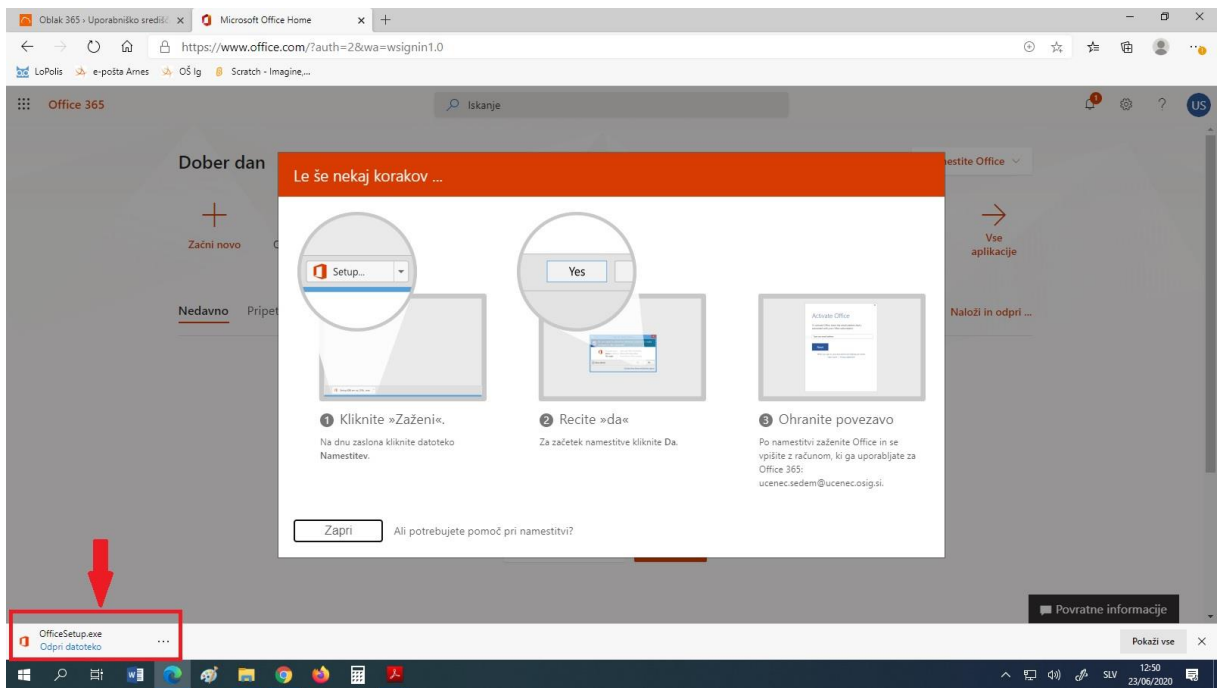 Oblak 365 › Uporabniško središč
Microsoft Office Home
https://www.office.com/?auth=2&wa=wsignin1.0
LoPolis
e-pošta Arnes
OŠ Ig
Scratch - Imagine,...
Office 365
Iskanje
1
?
US
Dober dan
estite Office
Le še nekaj korakov ...
Začni novo
Vse
aplikacije
Setup...
Yes
Nedavno
Pripet
Naloži in odpri ...
Activate Office
1 Kliknite »Zaženi«.
Na dnu zaslona kliknite datoteko
Namestitev.
2 Recite »da«
Za začetek namestitve kliknite Da.
3 Ohranite povezavo
Po namestitvi zaženite Office in se
vpišite z računom, ki ga uporabljate za
Office 365:
ucenec.sedem@ucenec.osig.si.
Zapri
Ali potrebujete pomoč pri namestitvi?
Povratne informacije
OfficeSetup.exe
Odpri datoteko
...
Pokaži vse
SLV
12:50
23/06/2020